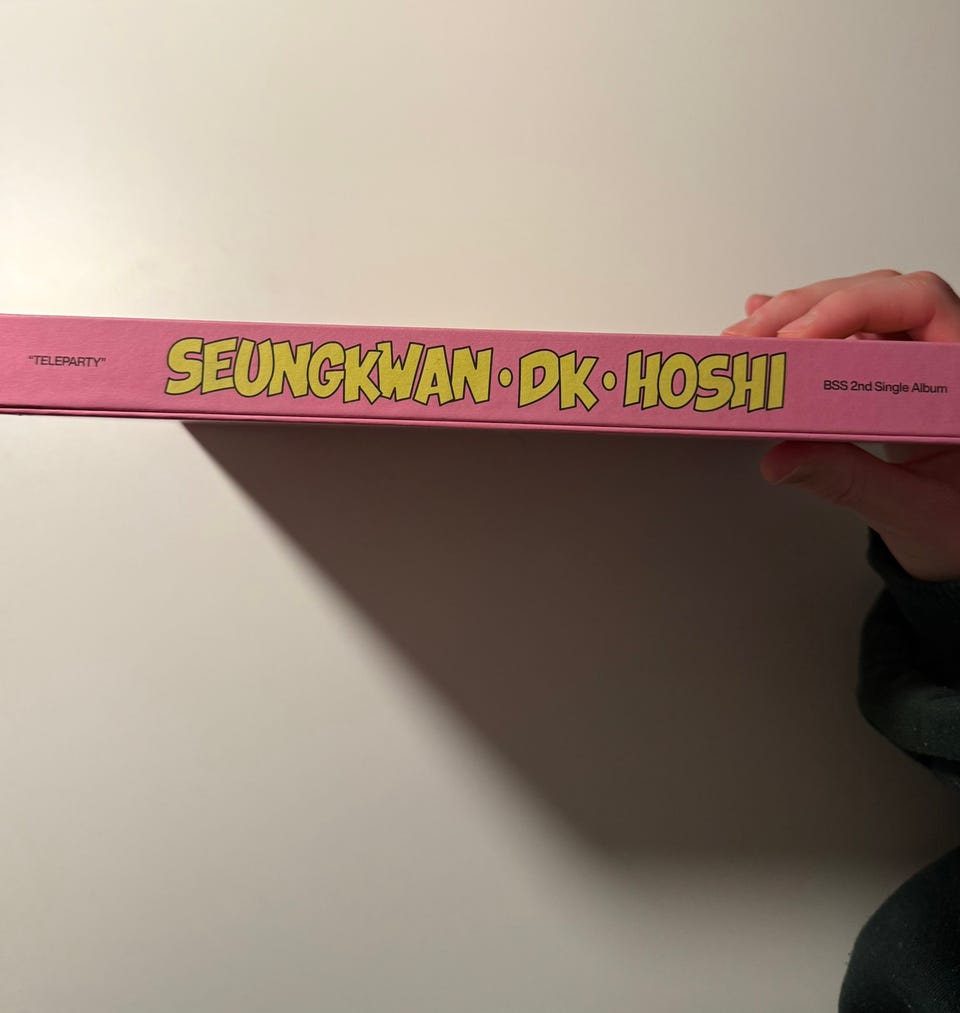 “TELEPARTY” SEUNGKWAN・DK・HOSHI BSS 2nd Single Album